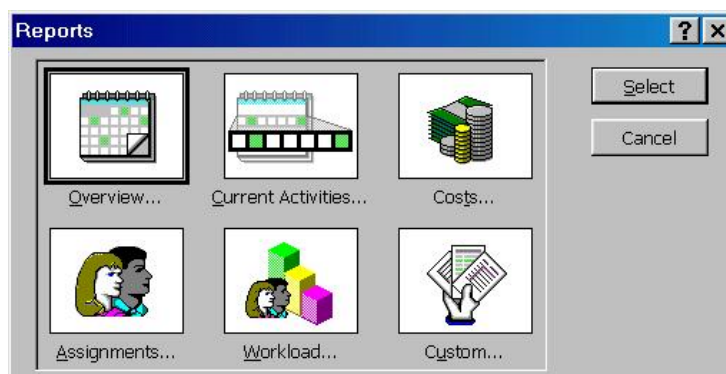 Reports
Select
Cancel
Overview...
Current Activities...
Costs...
Assignments...
Workload...
Custom...